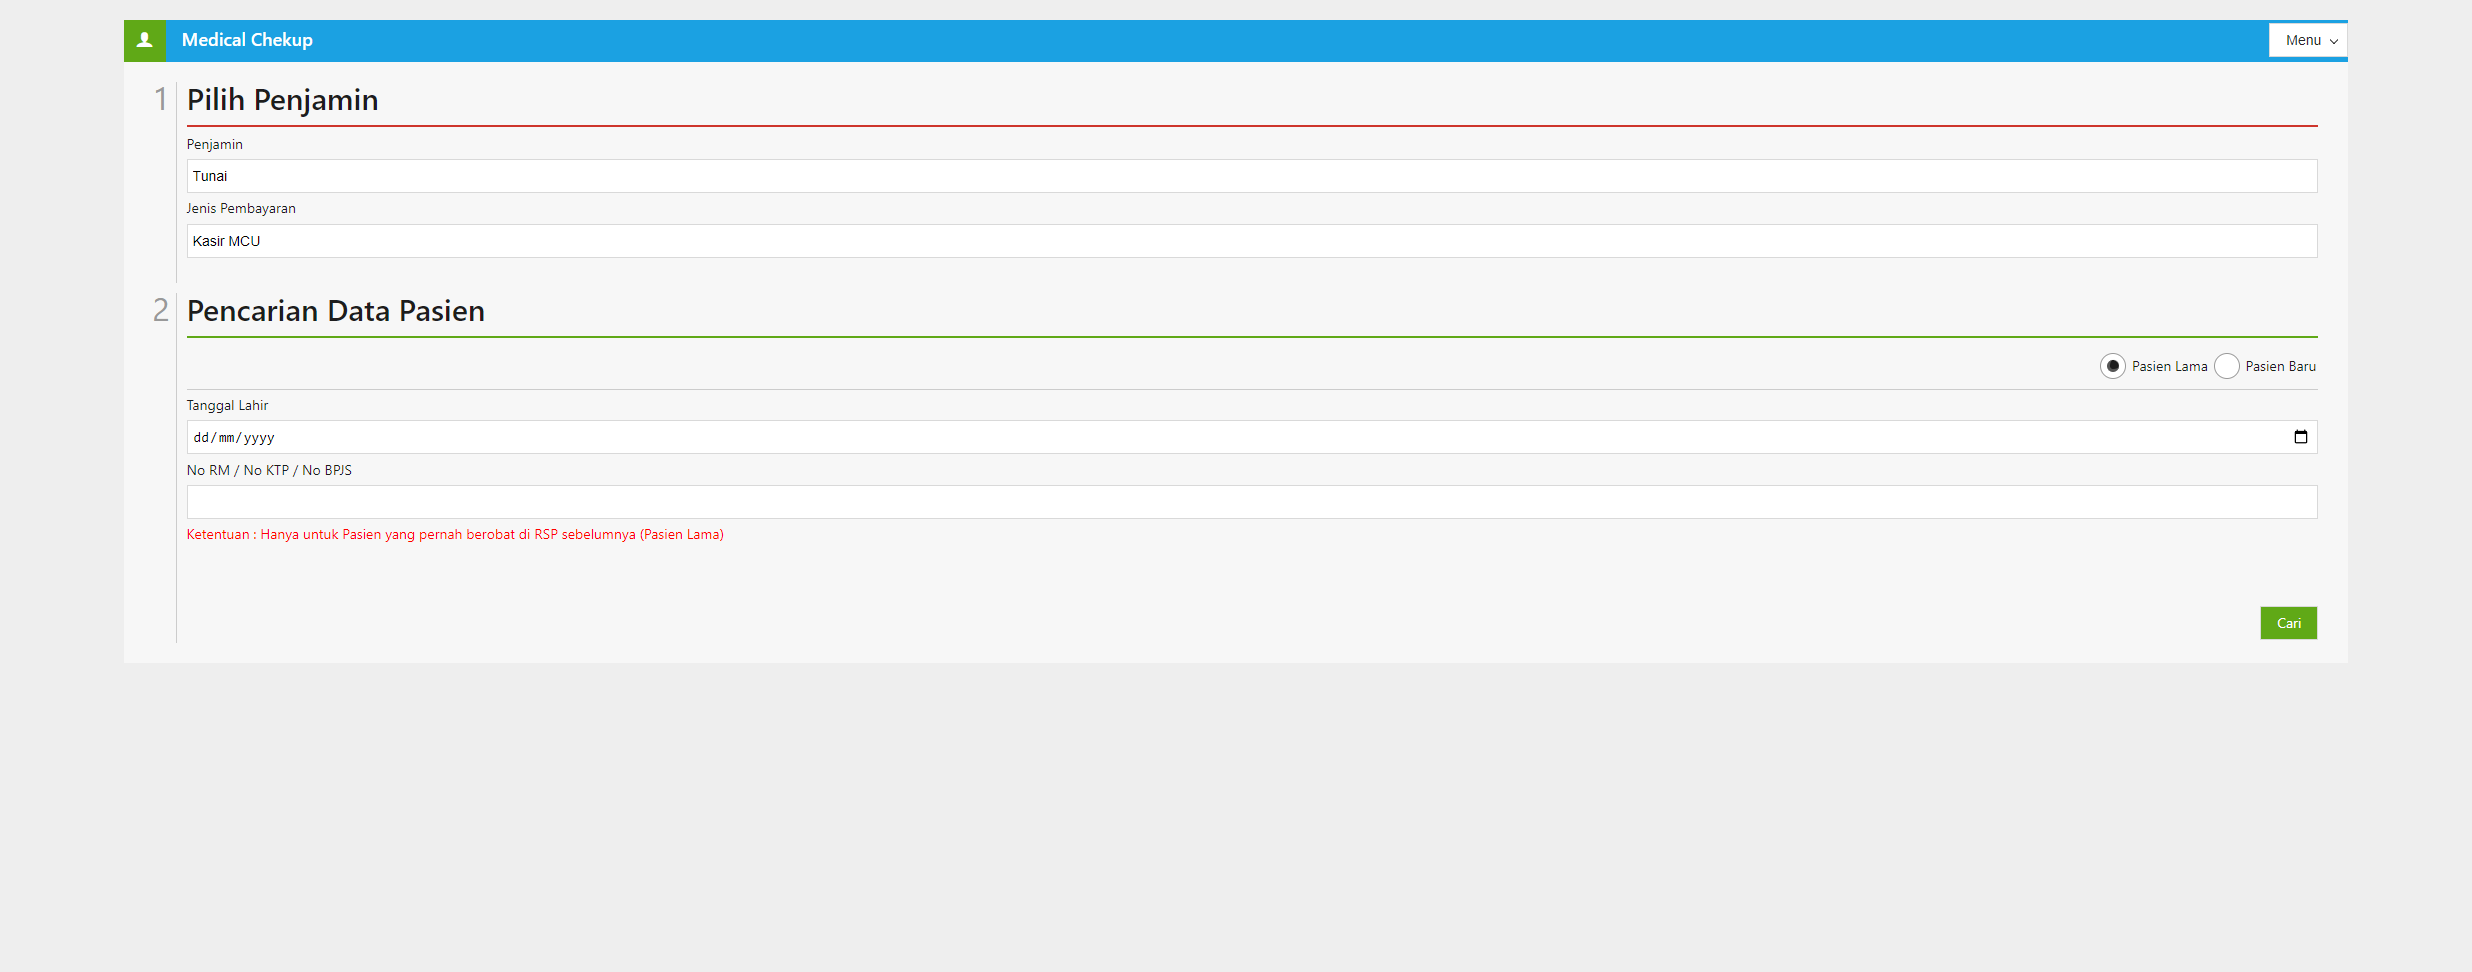 Medical Chekup
Menu
1 Pilih Penjamin
Penjamin
Tunai
Jenis Pembayaran
Kasir MCU
2 Pencarian Data Pasien
Pasien Lama Pasien Baru
Tanggal Lahir
dd/mm/yyyy
No RM / No KTP / No BPJS
Ketentuan : Hanya untuk Pasien yang pernah berobat di RSP sebelumnya (Pasien Lama)
Cari